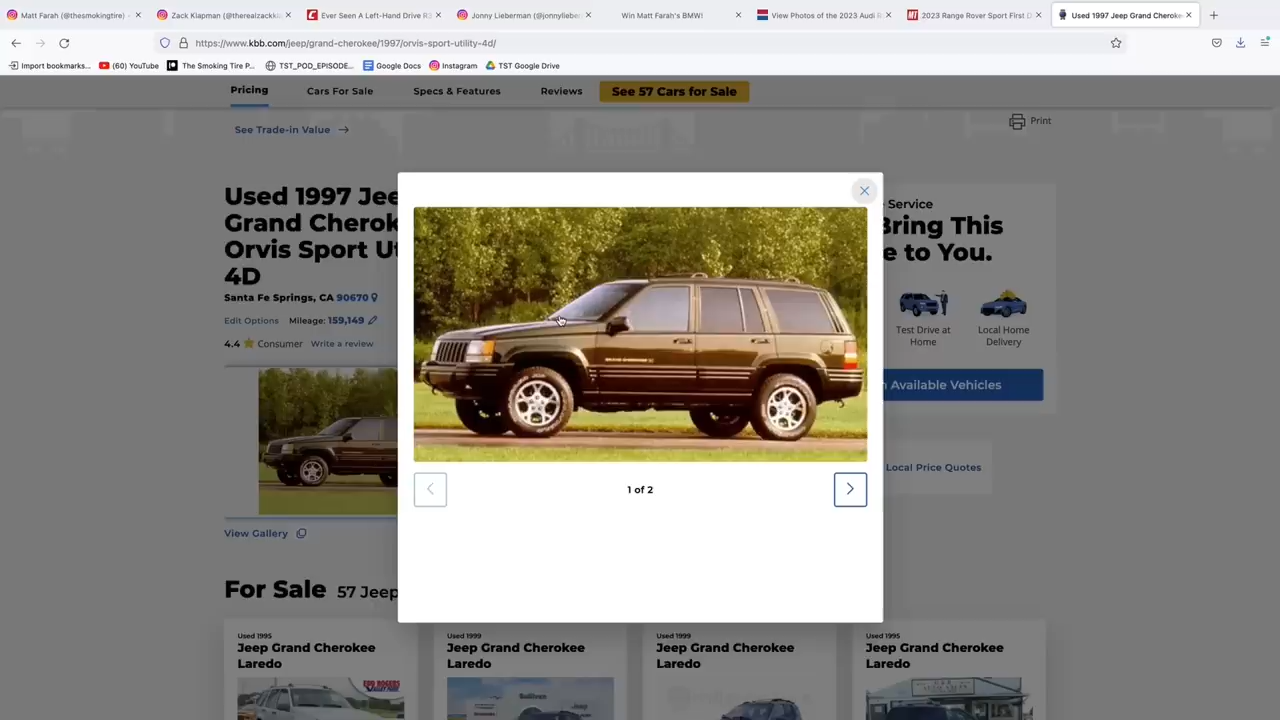 Matt Farah (@thesmokingtire) •
Zack Klapman (@therealzackkl
Ever Seen A Left-Hand Drive R3
Jonny Lieberman (@jonnylieber
Win Matt Farah's BMW!
View Photos of the 2023 Audi R
2023 Range Rover Sport First D
Used 1997 Jeep Grand Cheroke
https://www.kbb.com/jeep/grand-cherokee/1997/orvis-sport-utility-4d/
Import bookmarks...
(60) YouTube
The Smoking Tire P...
TST_POD_EPISODE...
Google Docs
Instagram
TST Google Drive
Pricing
Cars For Sale
Specs & Features
Reviews
See 57 Cars for Sale
See Trade-in Value
Print
Used 1997 Jee
Grand Cherok
Orvis Sport Ut
4D
Santa Fe Springs, CA 90670
Edit Options Mileage: 159,149
4.4 Consumer Write a review
Service
Bring This
e to You.
Test Drive at
Home
Local Home
Delivery
Available Vehicles
Local Price Quotes
1 of 2
View Gallery
For Sale 57 Jeep
Used 1995
Jeep Grand Cherokee
Laredo
Used 1999
Jeep Grand Cherokee
Laredo
Used 1999
Jeep Grand Cherokee
Laredo
Used 1995
Jeep Grand Cherokee
Laredo